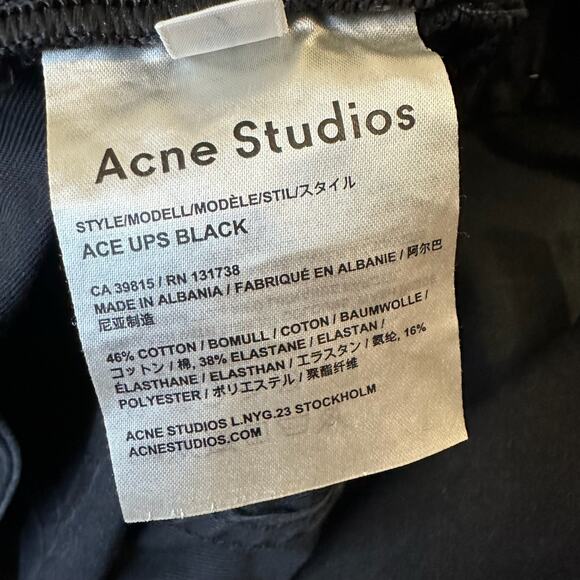 Acne Studios
STYLE/MODELL/MODÈLE/STIL/スタイル
ACE UPS BLACK
CA 39815 / RN 131738
MADE IN ALBANIA / FABRIQUÉ EN ALBANIE / 阿尔巴
尼亚制造
46% COTTON / BOMULL / COTON / BAUMWOLLE /
コットン / 棉, 38% ELASTANE / ELASTAN /
ÉLASTHANE / ELASTHAN / エラスタン / 氨纶, 16%
POLYESTER / ポリエステル / 聚酯纤维
ACNE STUDIOS L.NYG.23 STOCKHOLM
ACNESTUDIOS.COM